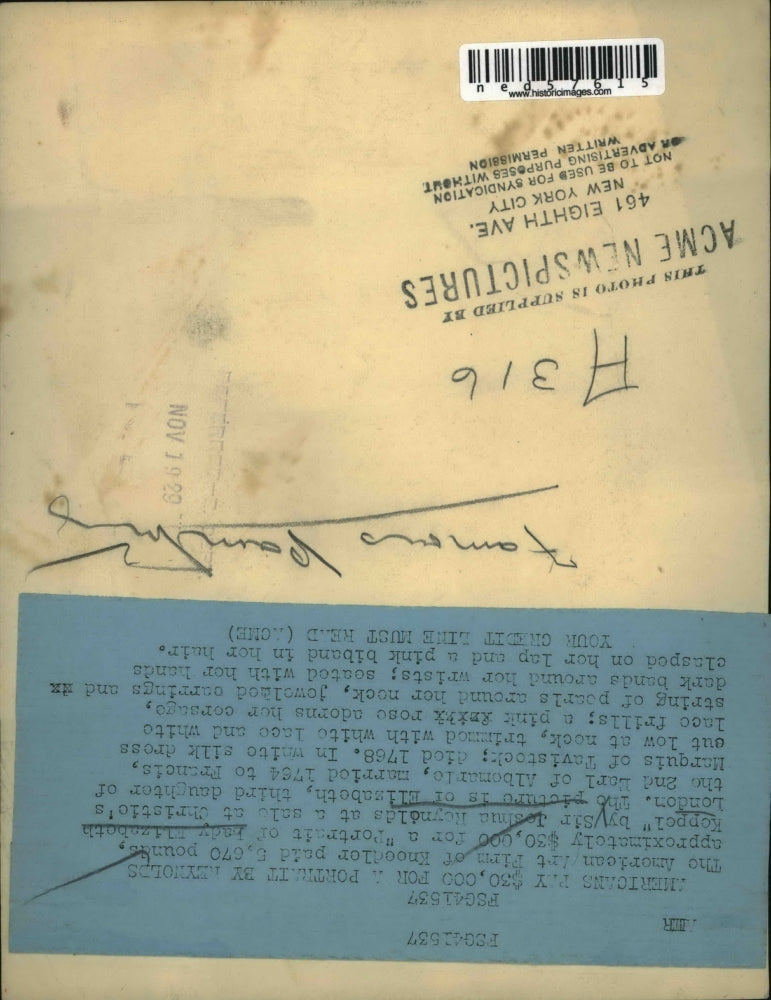 ned57615
www.historicimages.com
FSG41537
AMER
FSG41537
AMERICANS PAY $30,000 FOR A PORTRAIT BY REYNOLDS
The American Art Firm of Knoedler paid 5,670 pounds,
approximately $30,000 for a "Portrait of Lady Elizabeth
Keppel" by Sir Joshua Reynolds at a sale at Christie's
London. The picture is of Elizabeth, third daughter of
the 2nd Earl of Albemarle, married 1764 to Francis,
Marquis of Tavistock; died 1768. In white silk dress
cut low at neck, trimmed with white lace and white
lace frills; a pink rose adorns her corsage,
string of pearls around her neck, jeweled earrings and
dark bands around her wrists; seated with her hands
clasped on her lap and a pink biband in her hair.
YOUR CREDIT LINE MUST READ (ACME)
Famous Paintings
NOV 19 29
A 316
THIS PHOTO IS SUPPLIED BY
ACME NEWSPICTURES
461 EIGHTH AVE.
NEW YORK CITY
NOT TO BE USED FOR SYNDICATION
OR ADVERTISING PURPOSES WITHOUT
WRITTEN PERMISSION